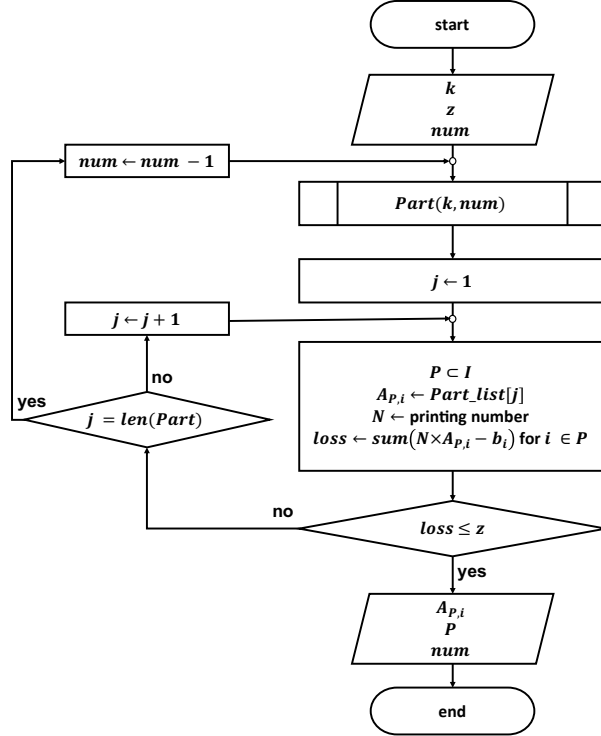 start
k
z
num
num ← num − 1
Part(k, num)
j ← 1
j ← j + 1
P ⊂ I
A_{P,i} ← Part_list[j]
N ← printing number
loss ← sum(N×A_{P,i} − b_i) for i ∈ P
no
yes
j = len(Part)
no
loss ≤ z
yes
A_{P,i}
P
num
end